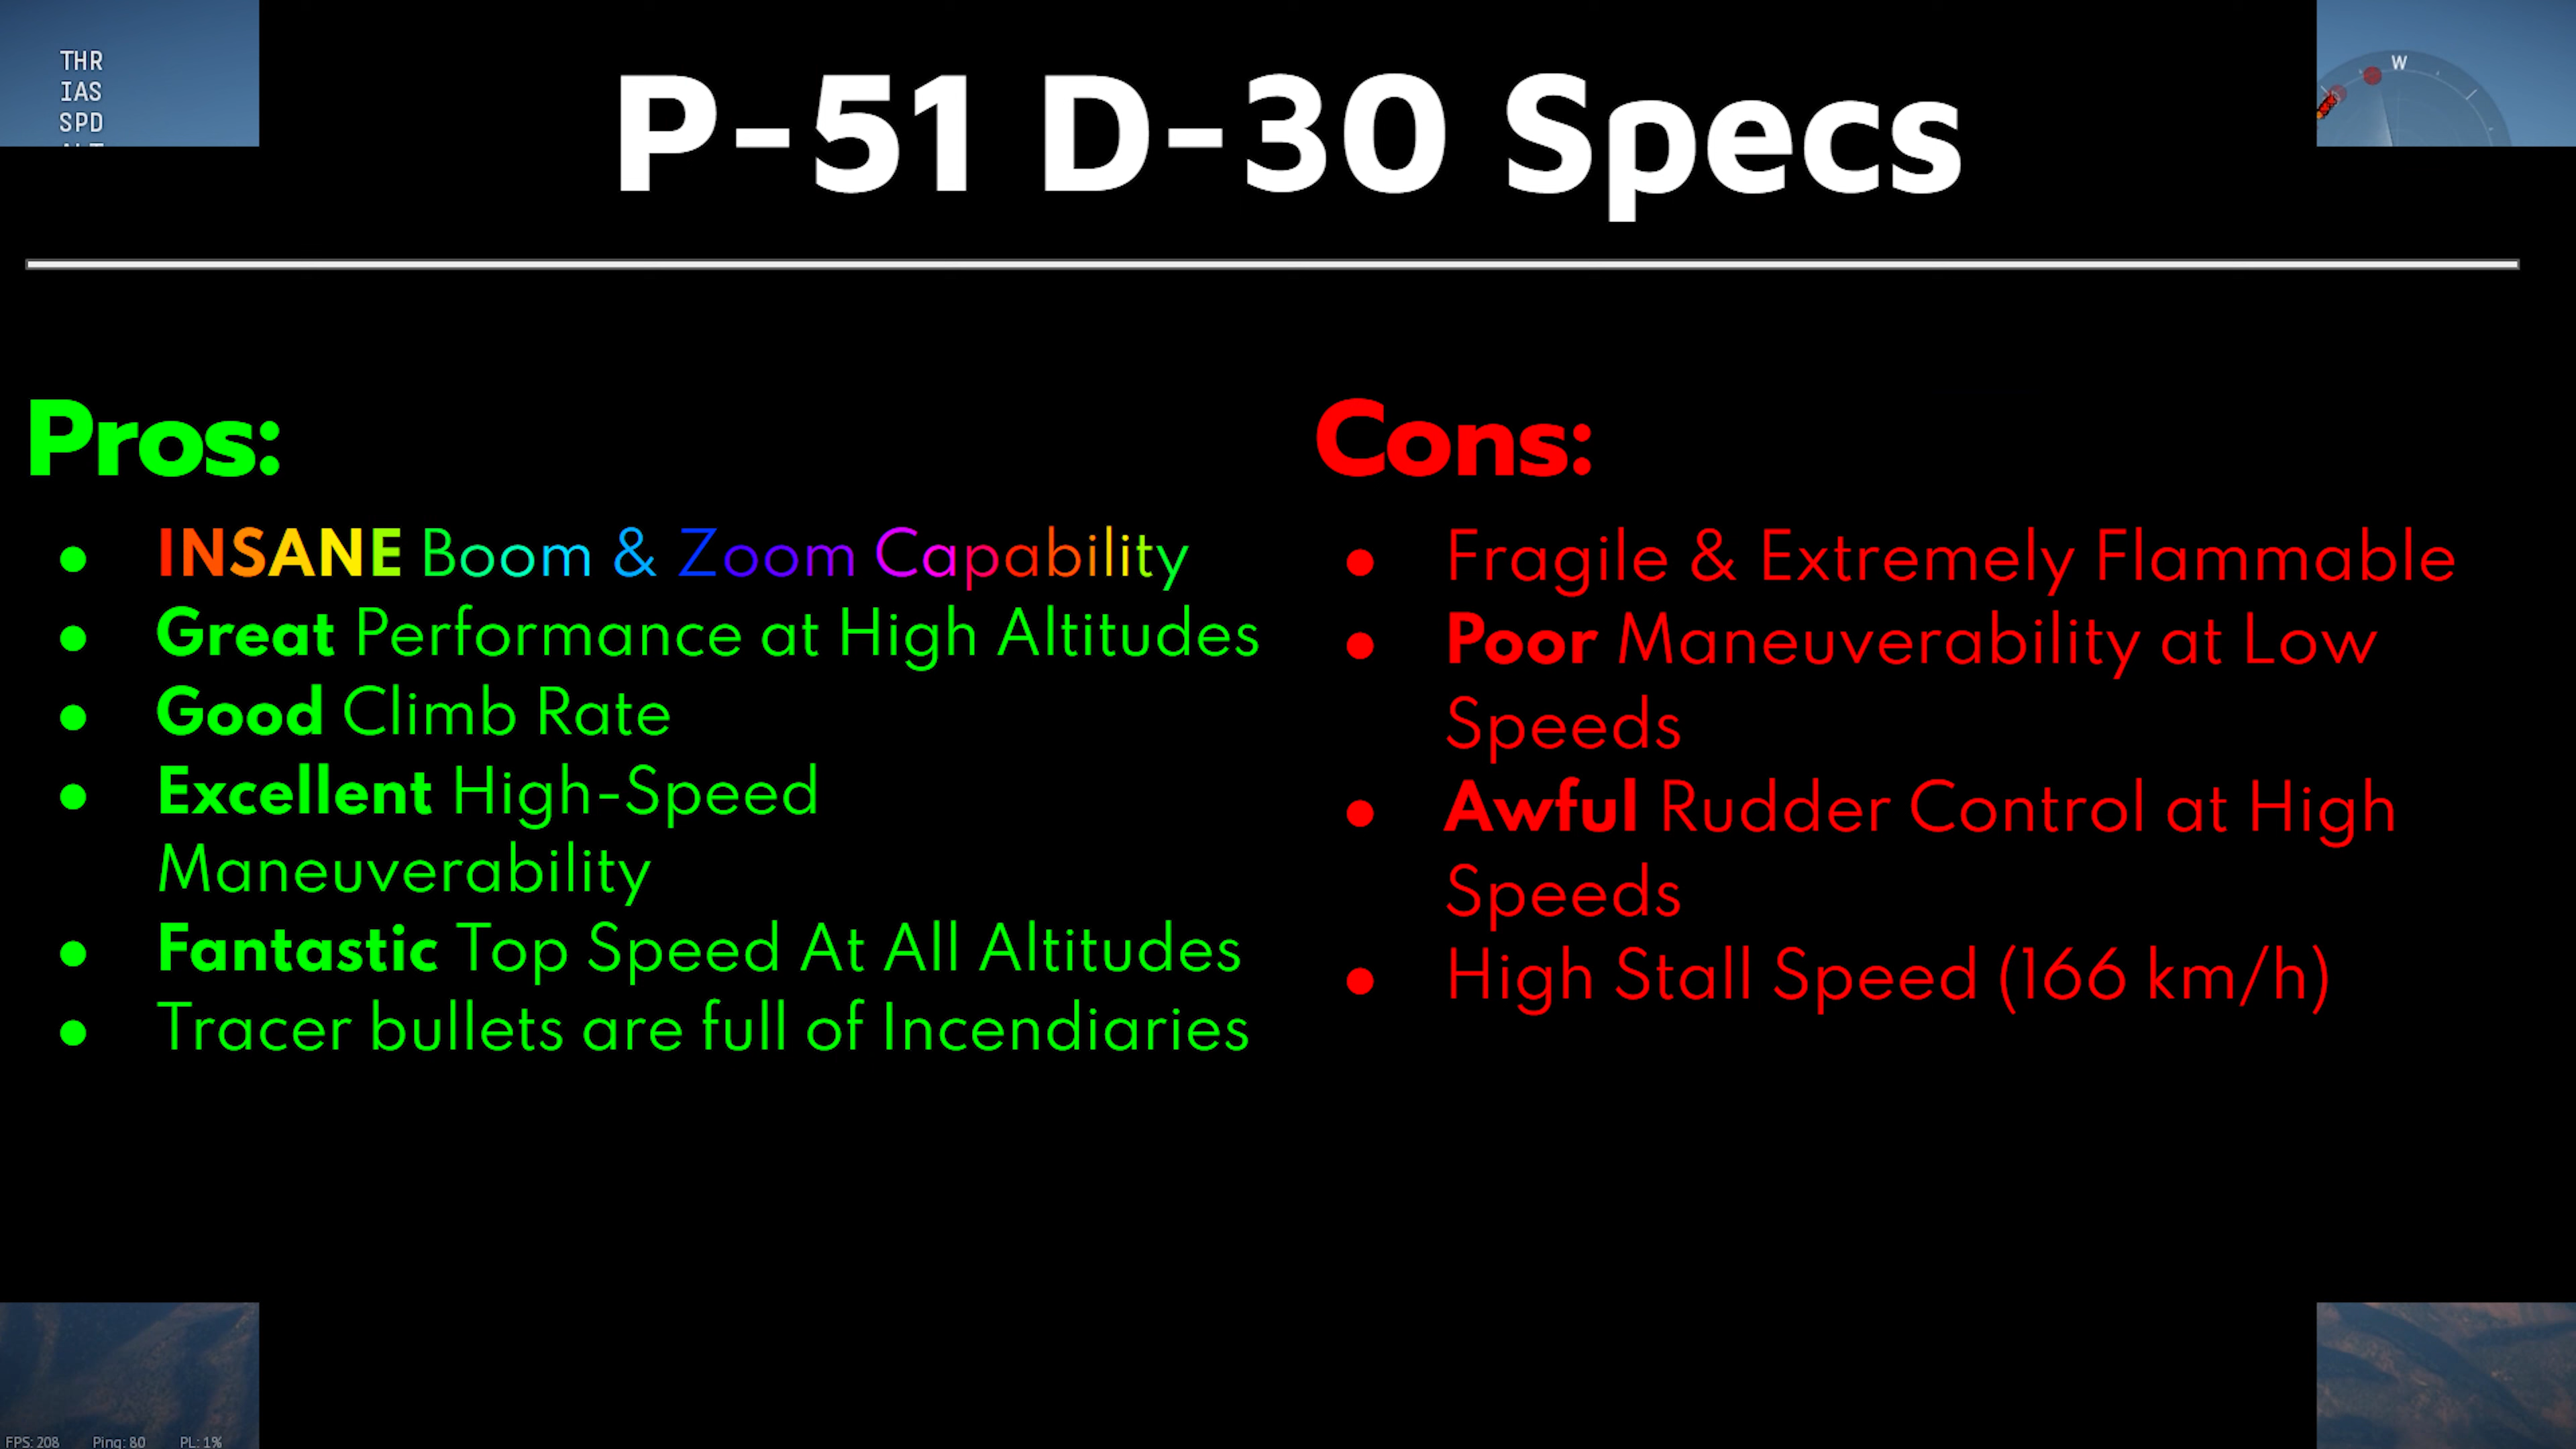 THR
IAS
SPD
W
P-51 D-30 Specs
Pros:
INSANE Boom & Zoom Capability
Great Performance at High Altitudes
Good Climb Rate
Excellent High-Speed
Maneuverability
Fantastic Top Speed At All Altitudes
Tracer bullets are full of Incendiaries
Cons:
Fragile & Extremely Flammable
Poor Maneuverability at Low
Speeds
Awful Rudder Control at High
Speeds
High Stall Speed (166 km/h)
FPS: 208 Ping: 80 PL: 1%